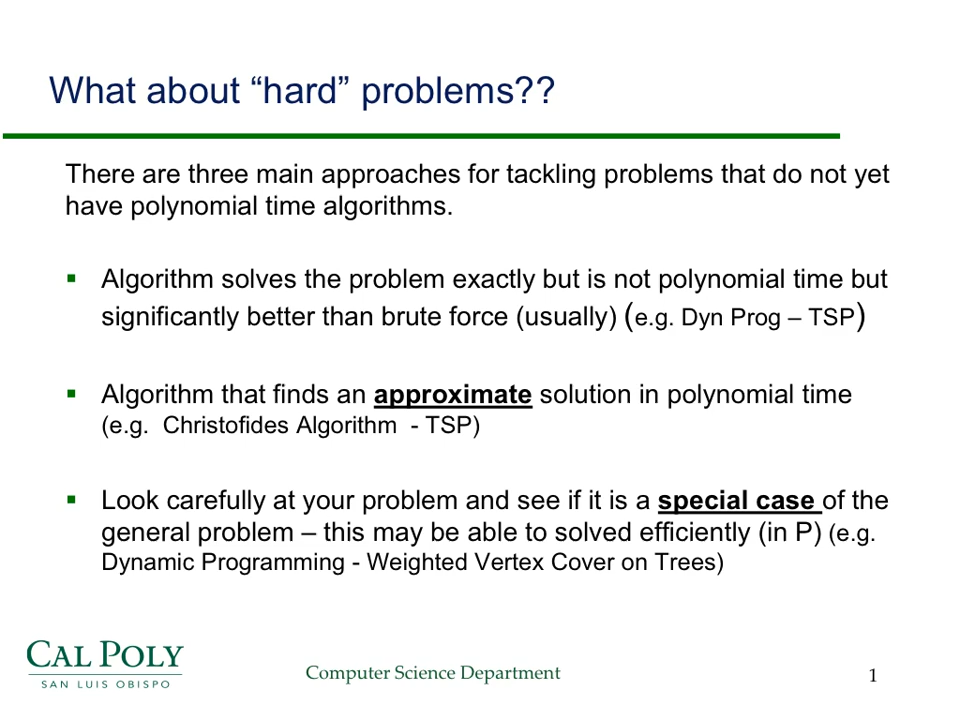 What about “hard” problems??
There are three main approaches for tackling problems that do not yet
have polynomial time algorithms.
▪ Algorithm solves the problem exactly but is not polynomial time but
significantly better than brute force (usually) (e.g. Dyn Prog – TSP)
▪ Algorithm that finds an approximate solution in polynomial time
(e.g.  Christofides Algorithm  - TSP)
▪ Look carefully at your problem and see if it is a special case of the
general problem – this may be able to solved efficiently (in P) (e.g.
Dynamic Programming - Weighted Vertex Cover on Trees)
CAL POLY
SAN LUIS OBISPO
Computer Science Department
1